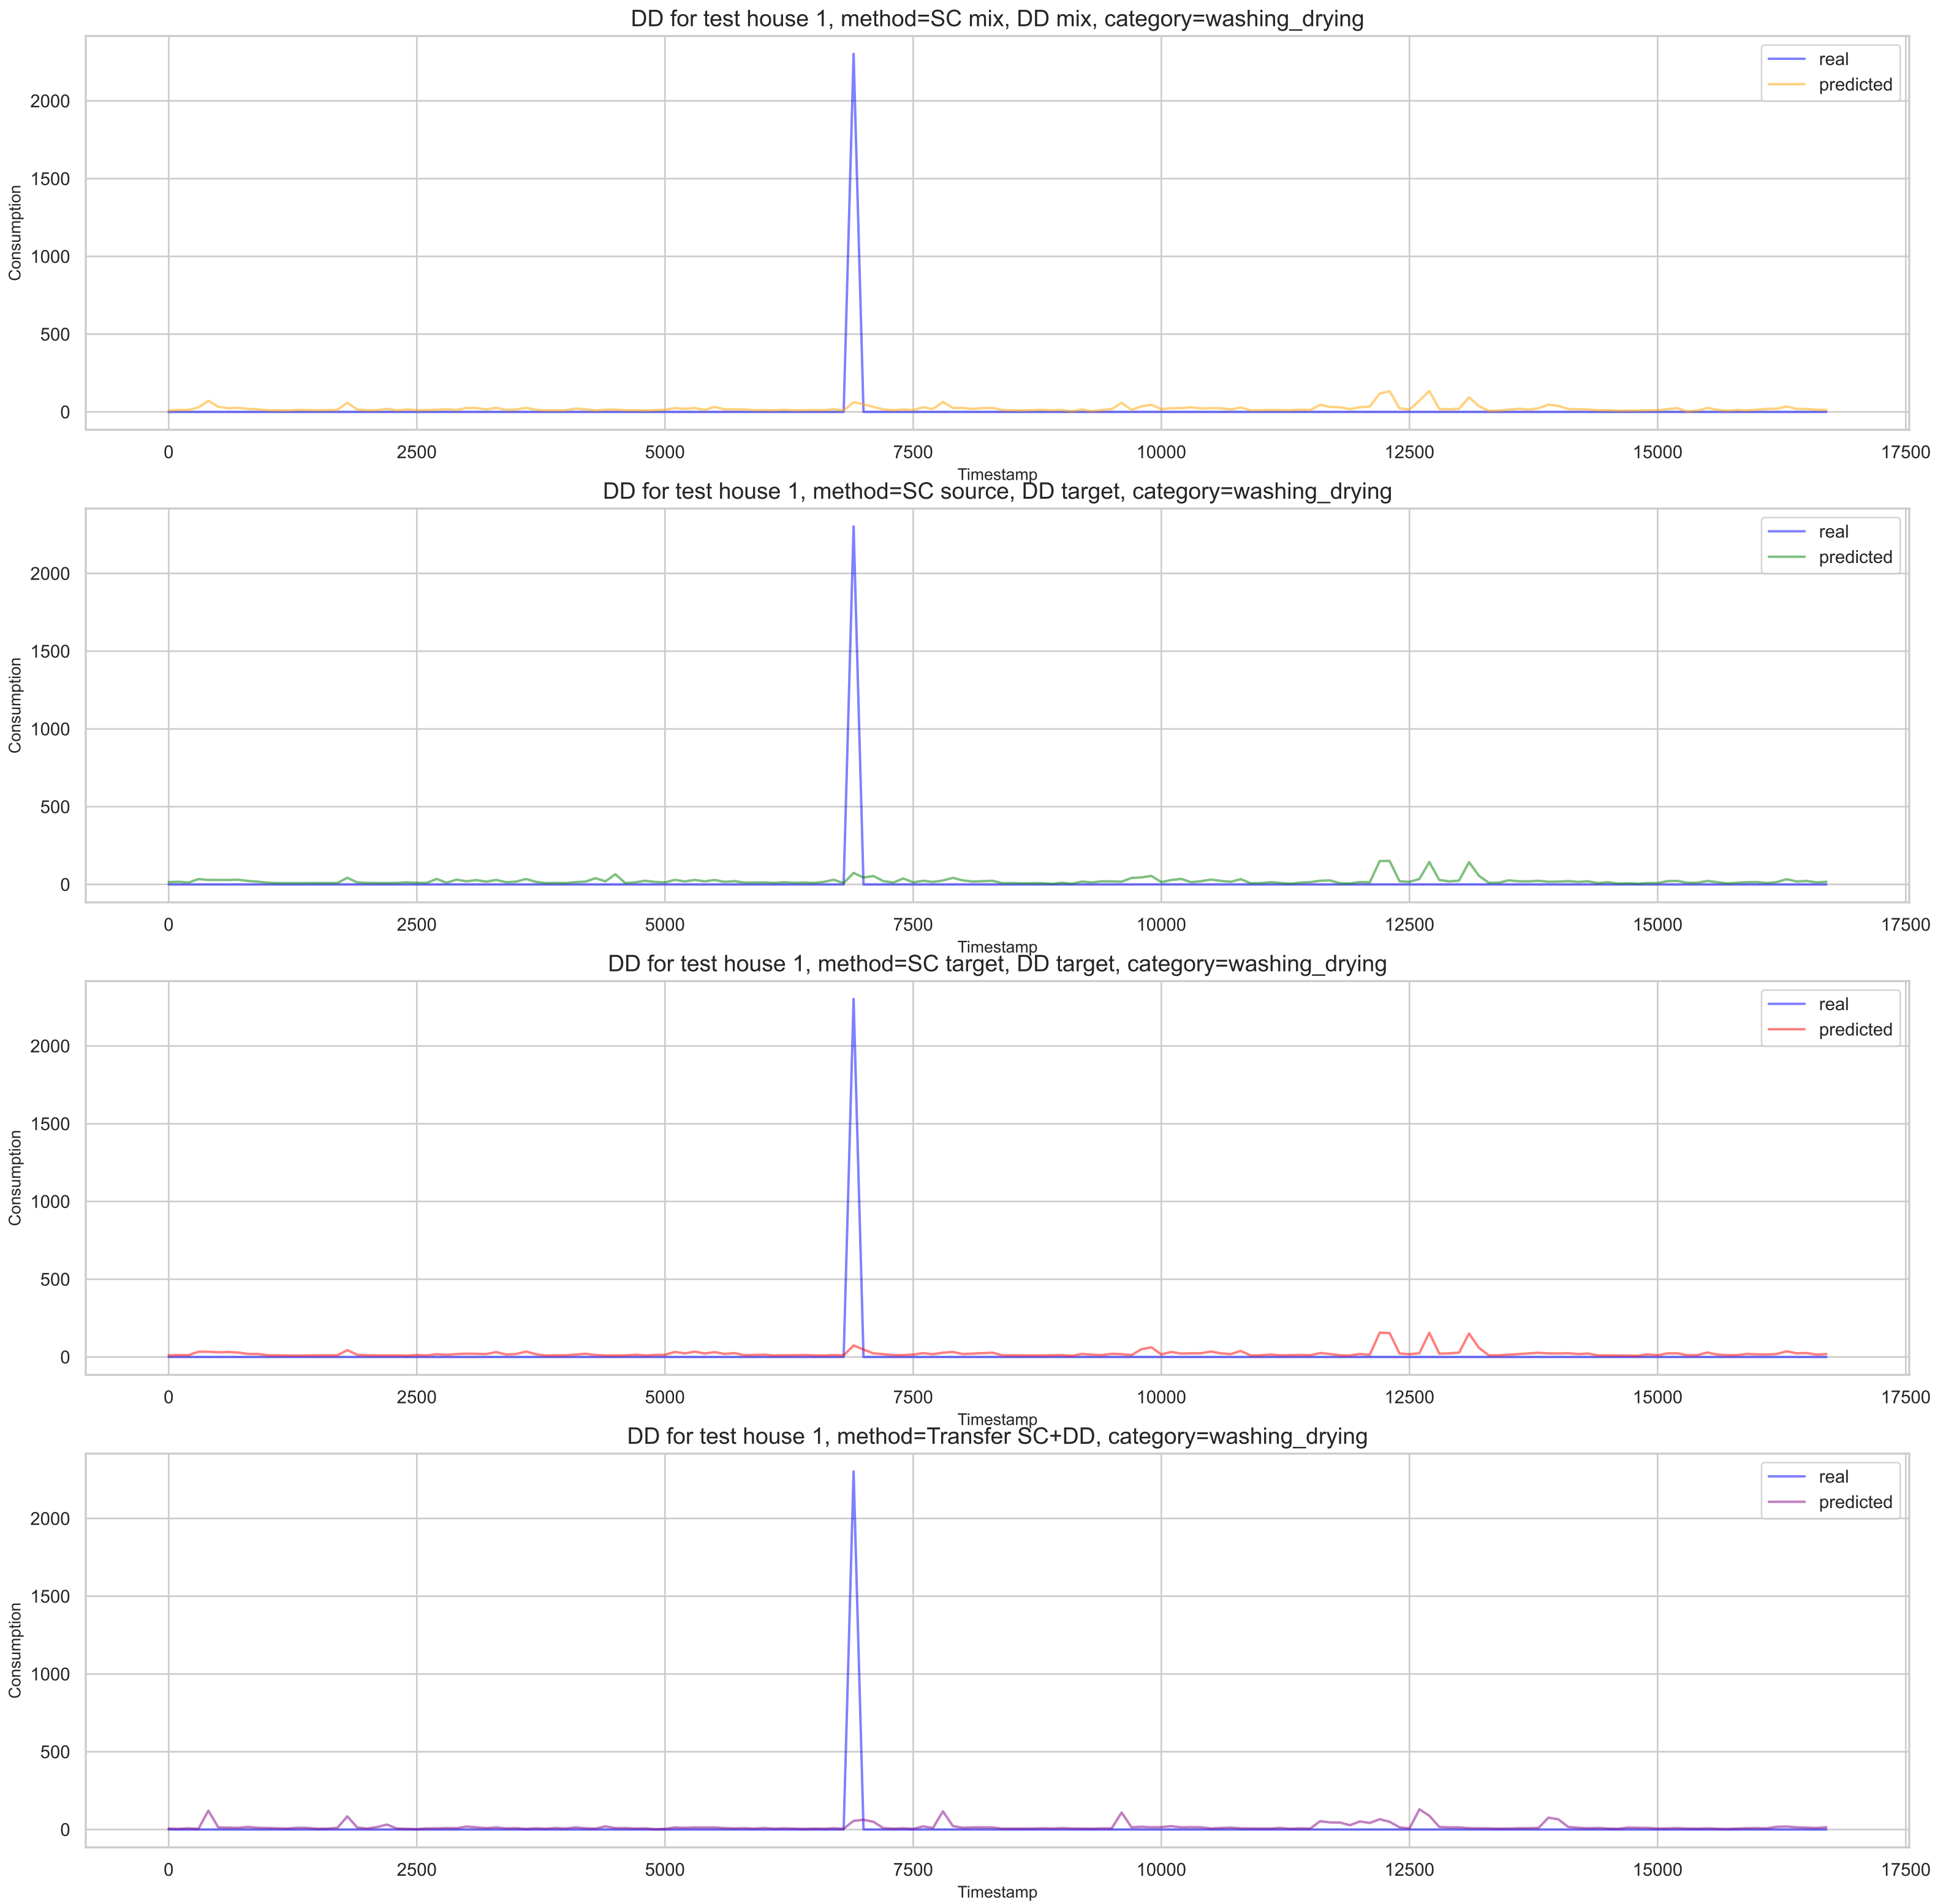 DD for test house 1, method=SC mix, DD mix, category=washing_drying
real
predicted
2000
1500
1000
500
0
Consumption
0 2500 5000 7500 10000 12500 15000 17500
Timestamp
DD for test house 1, method=SC source, DD target, category=washing_drying
real
predicted
2000
1500
1000
500
0
Consumption
0 2500 5000 7500 10000 12500 15000 17500
Timestamp
DD for test house 1, method=SC target, DD target, category=washing_drying
real
predicted
2000
1500
1000
500
0
Consumption
0 2500 5000 7500 10000 12500 15000 17500
Timestamp
DD for test house 1, method=Transfer SC+DD, category=washing_drying
real
predicted
2000
1500
1000
500
0
Consumption
0 2500 5000 7500 10000 12500 15000 17500
Timestamp